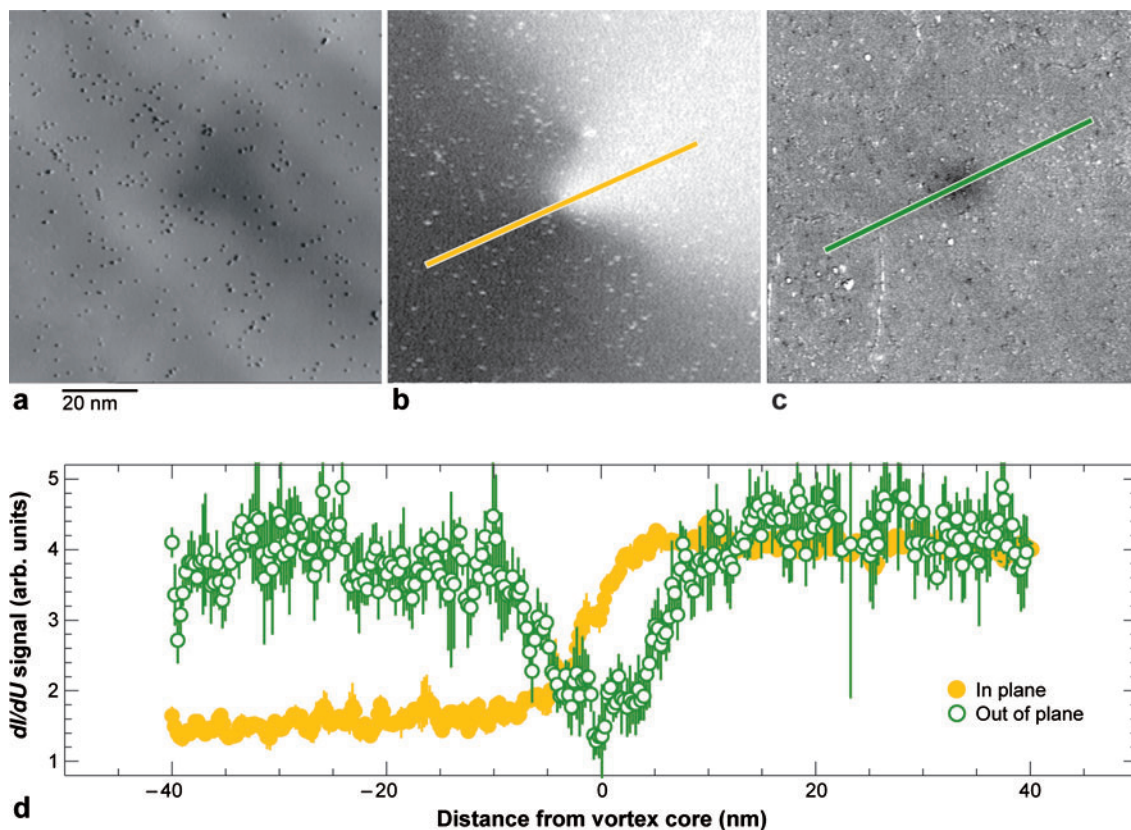 a
20 nm
b
c
5
4
3
2
1
dI/dU signal (arb. units)
In plane
Out of plane
−40
−20
0
20
40
d
Distance from vortex core (nm)